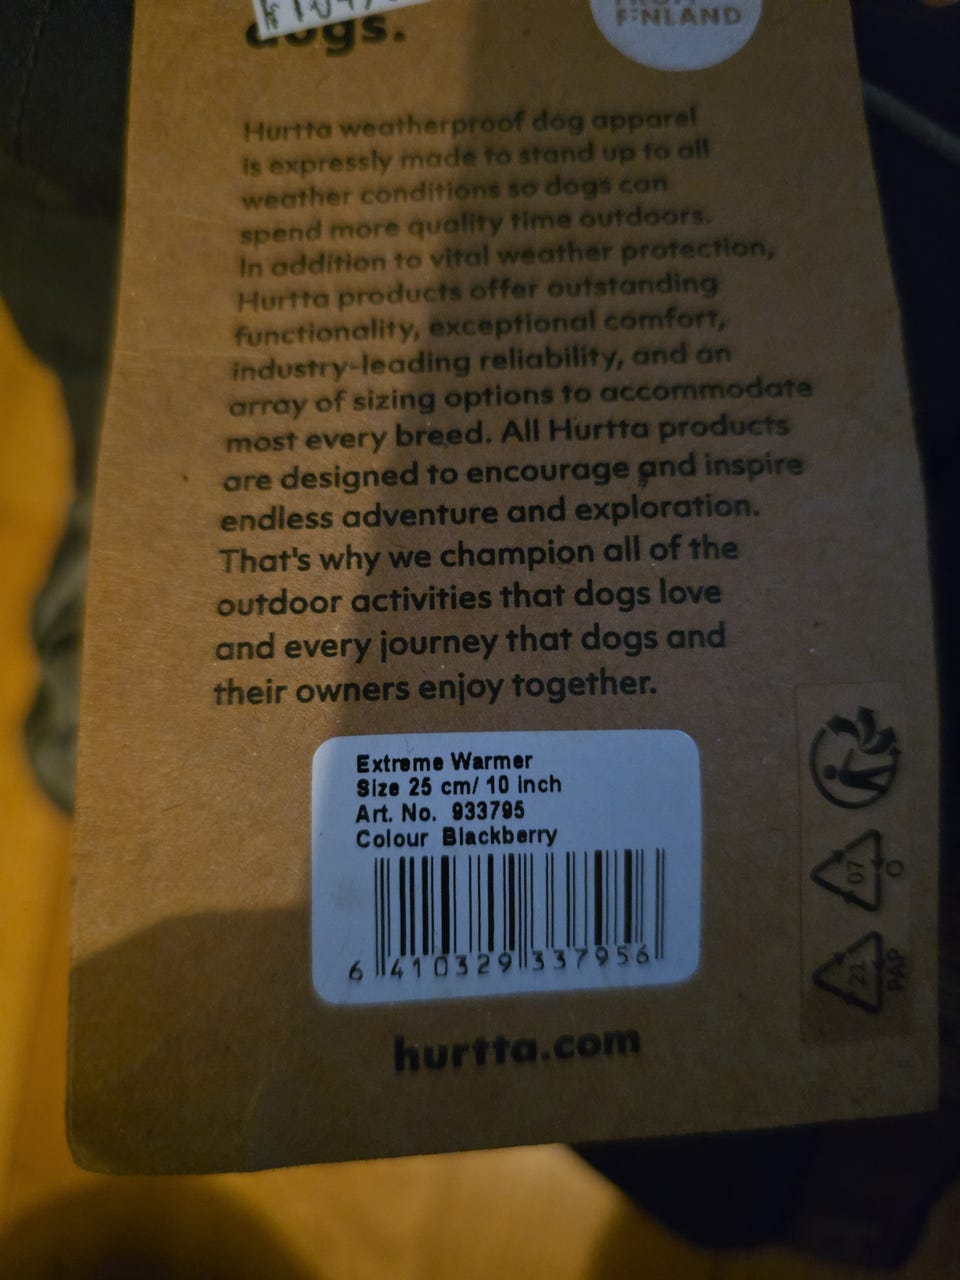 dogs.
FROM
FINLAND
Hurtta weatherproof dog apparel
is expressly made to stand up to all
weather conditions so dogs can
spend more quality time outdoors.
In addition to vital weather protection,
Hurtta products offer outstanding
functionality, exceptional comfort,
industry-leading reliability, and an
array of sizing options to accommodate
most every breed. All Hurtta products
are designed to encourage and inspire
endless adventure and exploration.
That's why we champion all of the
outdoor activities that dogs love
and every journey that dogs and
their owners enjoy together.
Extreme Warmer
Size 25 cm/ 10 inch
Art. No. 933795
Colour Blackberry
6 410329 337956
07
O
21
PAP
hurtta.com